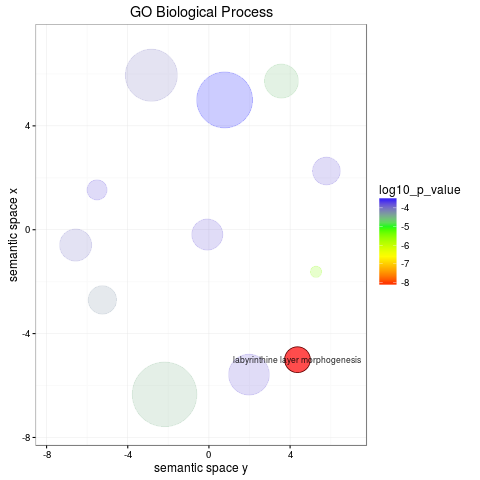 GO Biological Process
semantic space x
4
0
-4
-8
labyrinthine layer morphogenesis
-8
-4
0
4
semantic space y
log10_p_value
-4
-5
-6
-7
-8